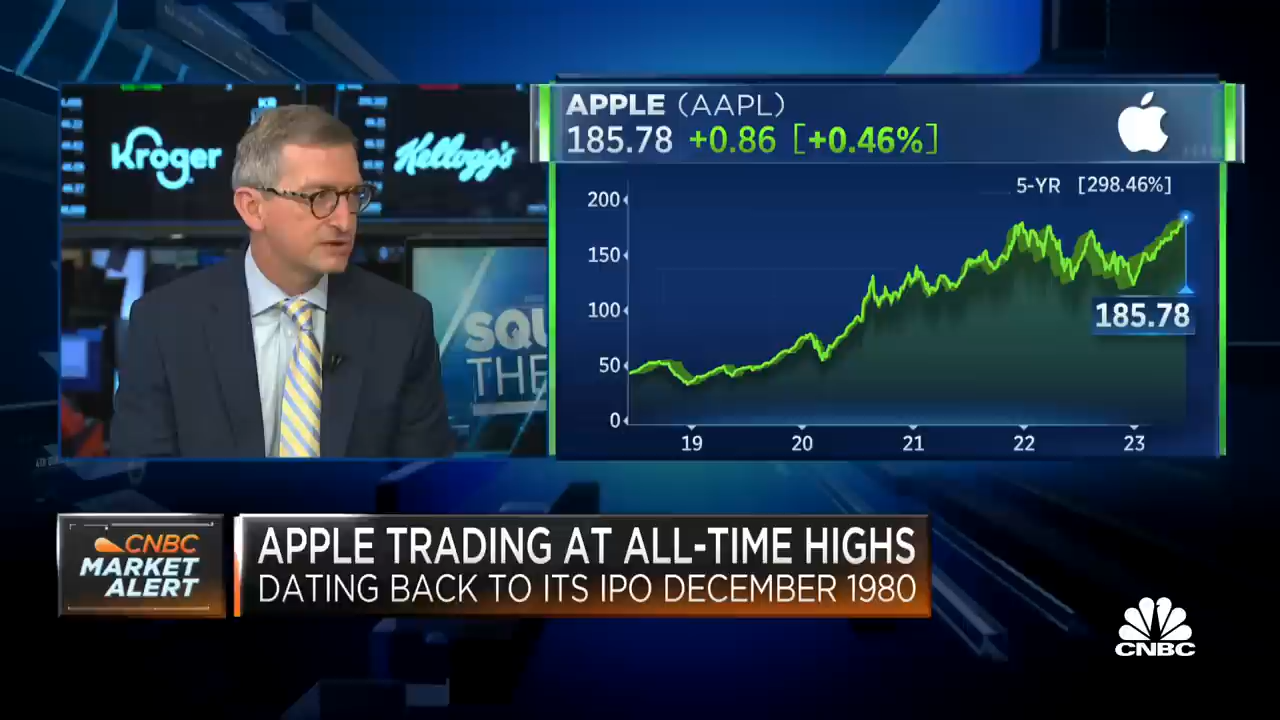 Kroger
Kellogg's
SQU
THE
APPLE (AAPL)
185.78 +0.86 [+0.46%]
5-YR [298.46%]
200
150
100
50
0
185.78
19 20 21 22 23
CNBC
MARKET
ALERT
APPLE TRADING AT ALL-TIME HIGHS
DATING BACK TO ITS IPO DECEMBER 1980
CNBC